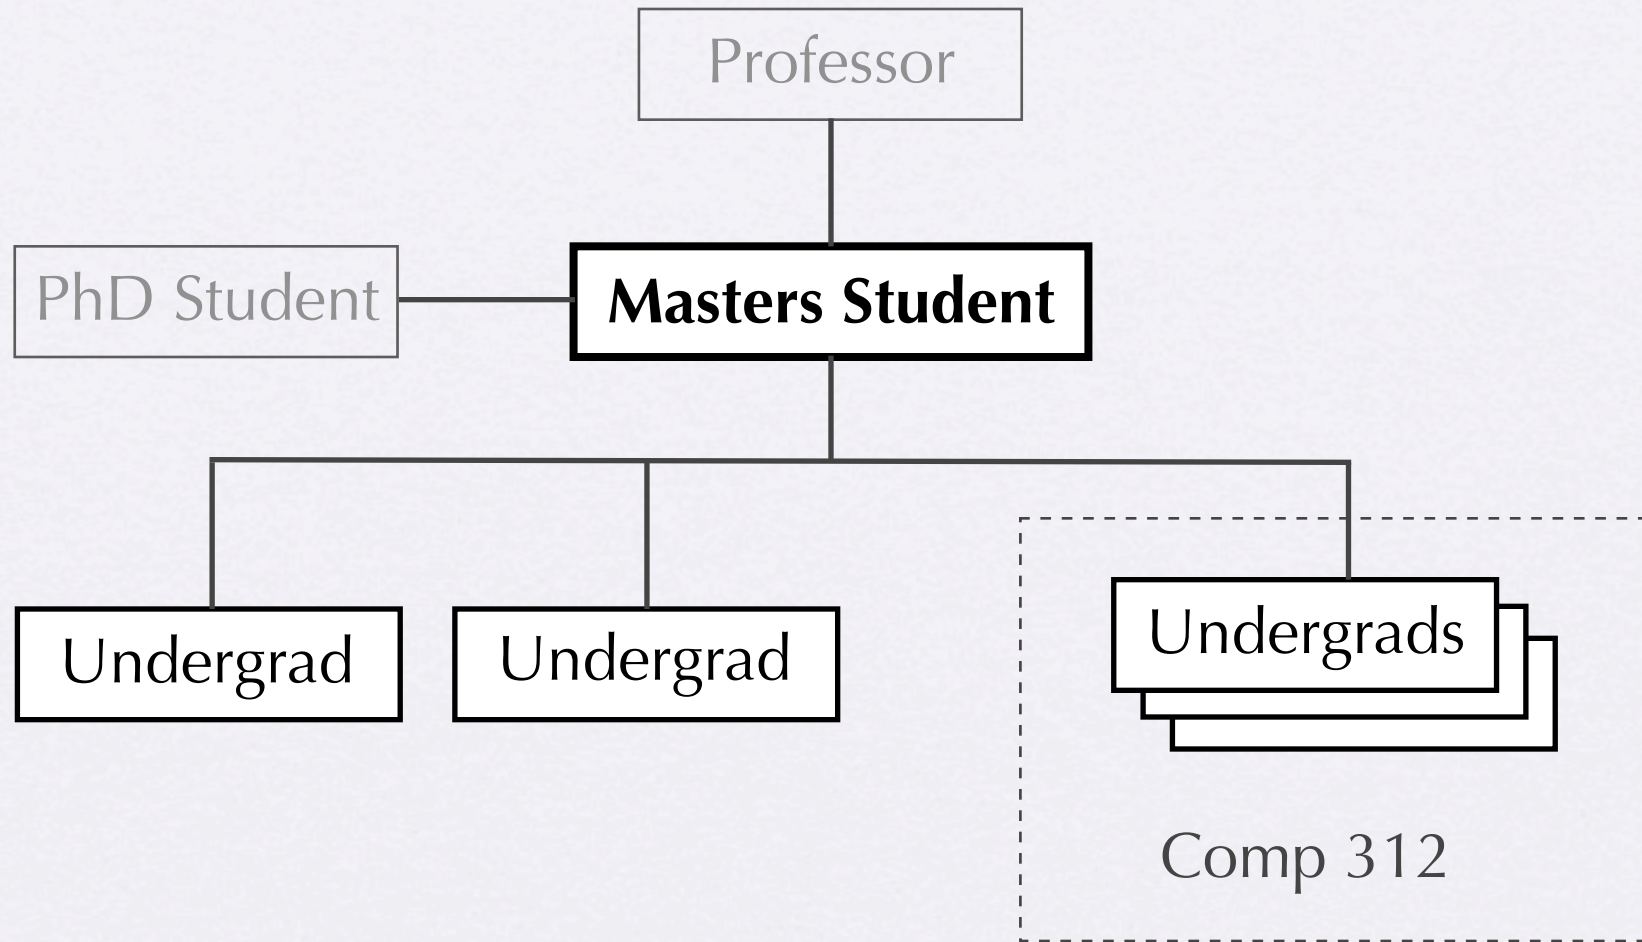 Professor
PhD Student
Masters Student
Undergrad
Undergrad
Undergrads
Comp 312